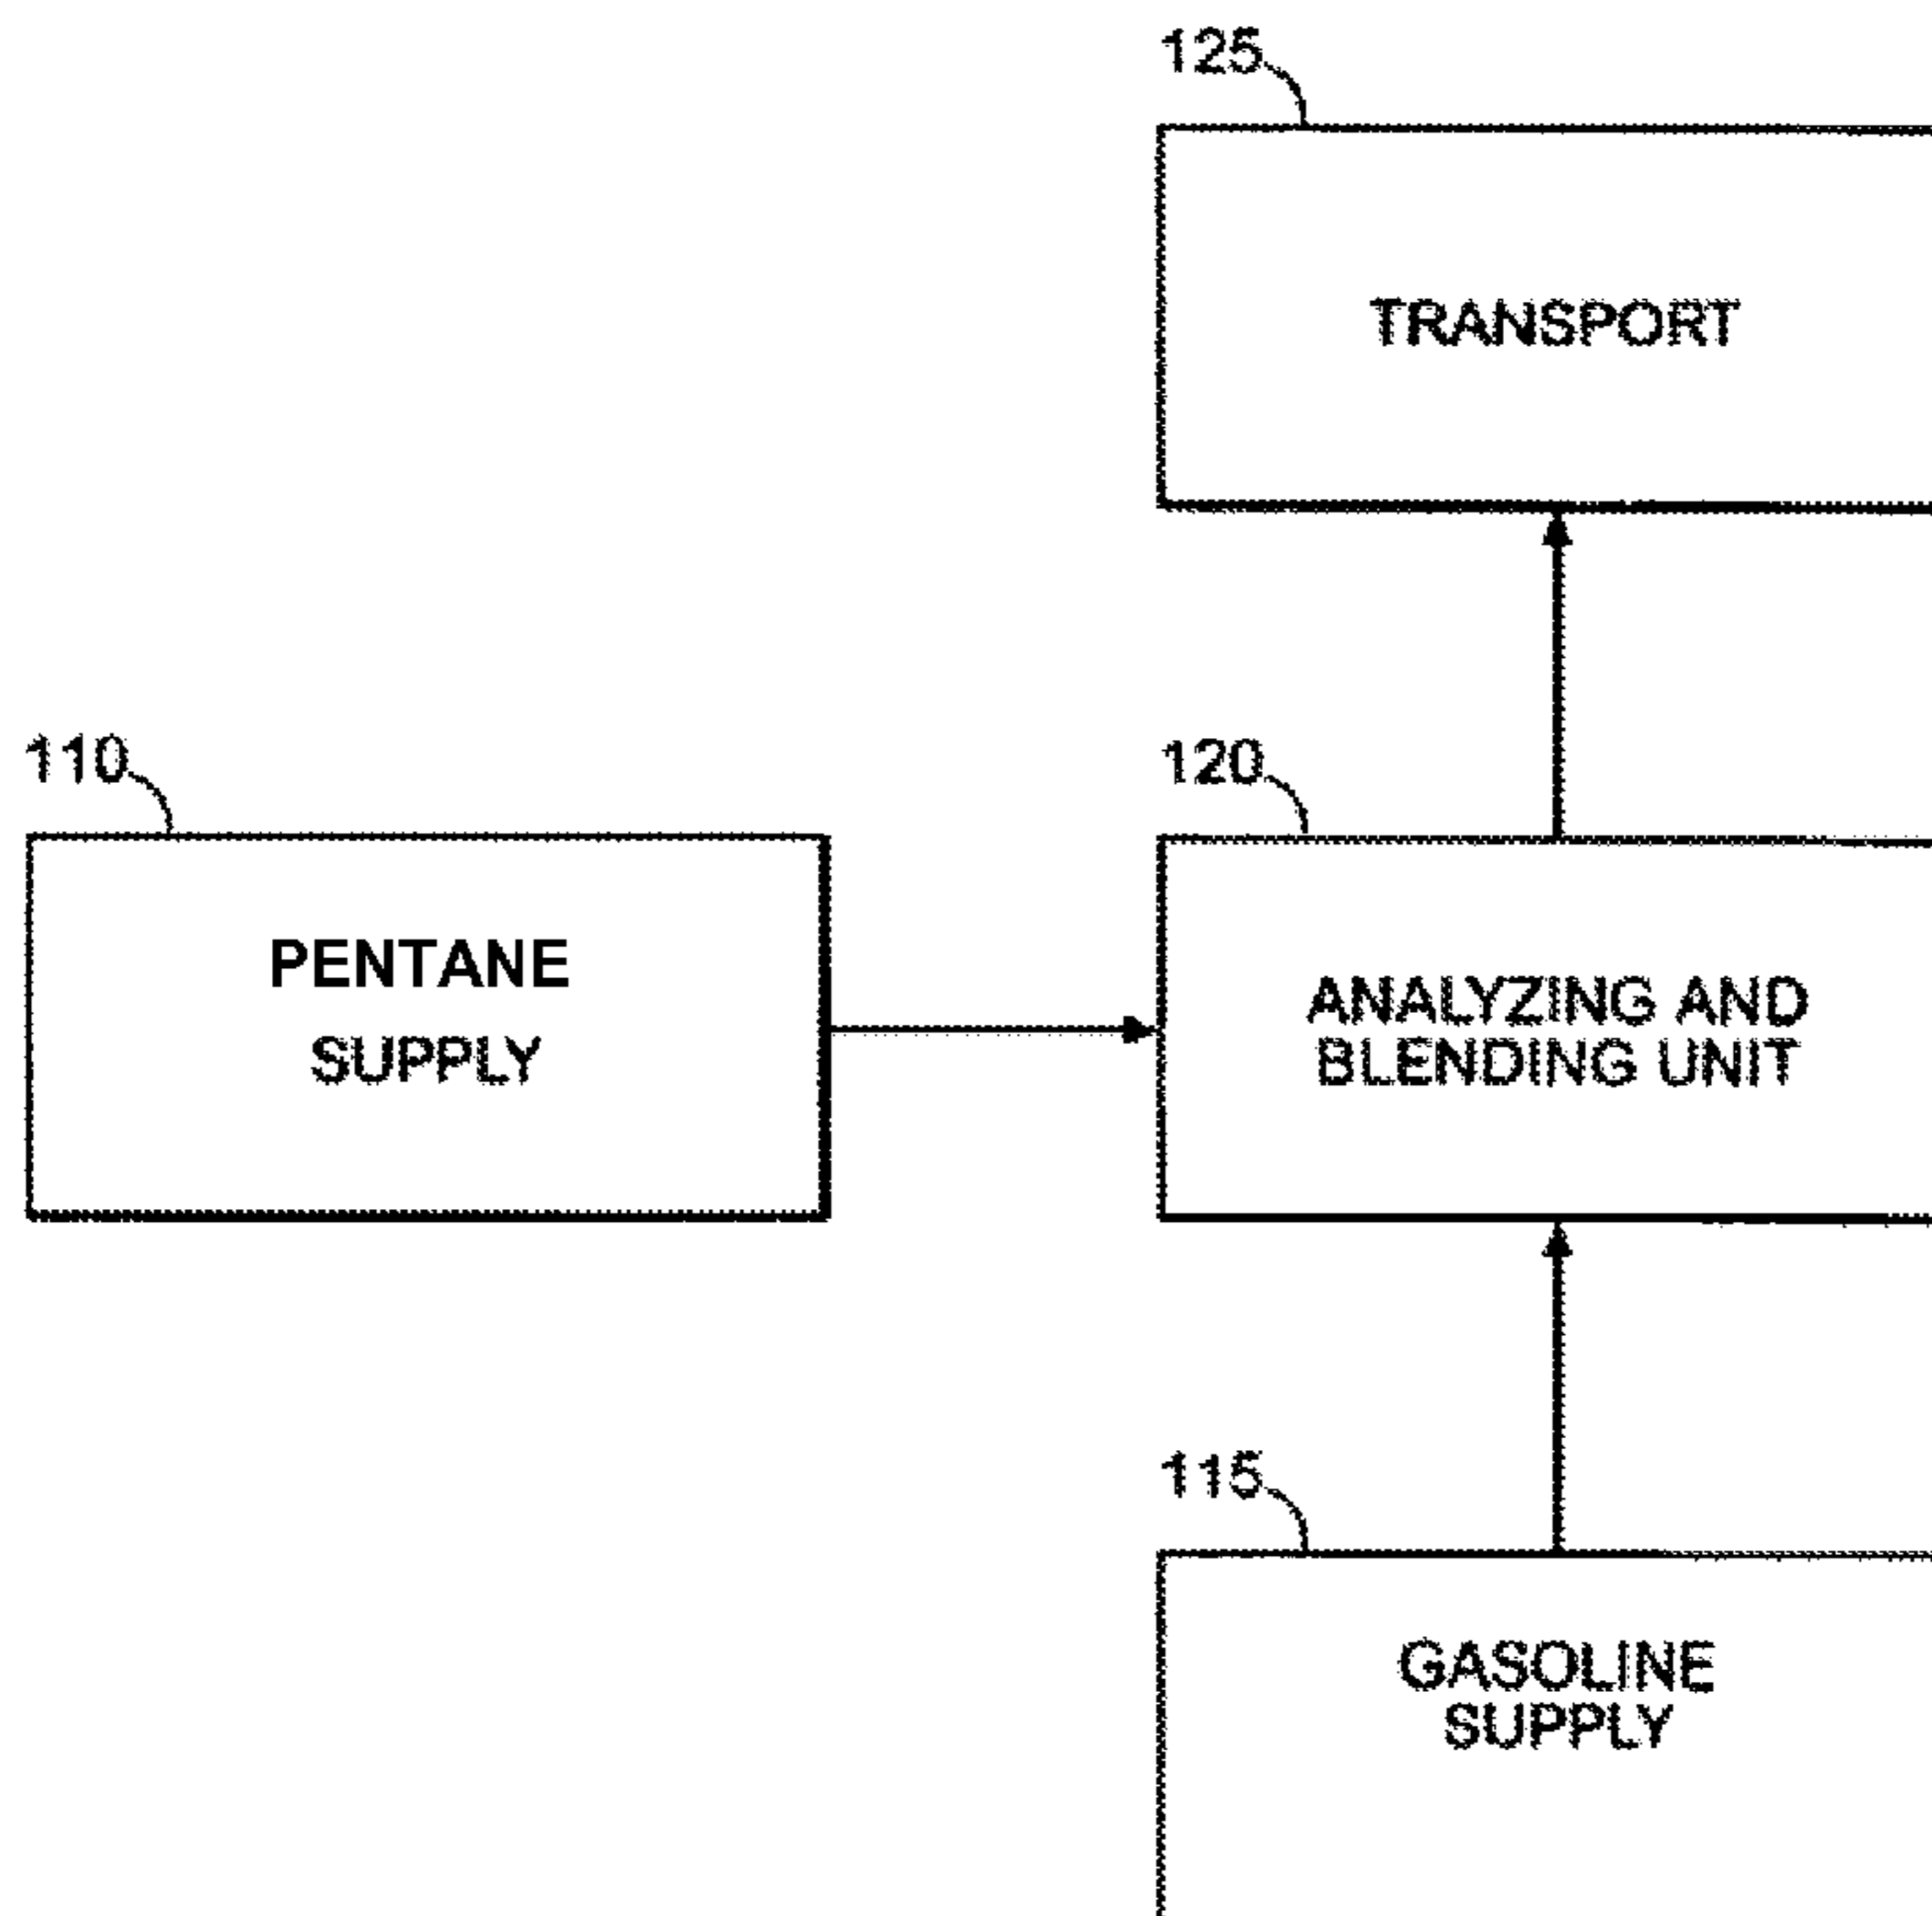 125
TRANSPORT
110
120
PENTANE
SUPPLY
ANALYZING AND
BLENDING UNIT
115
GASOLINE
SUPPLY